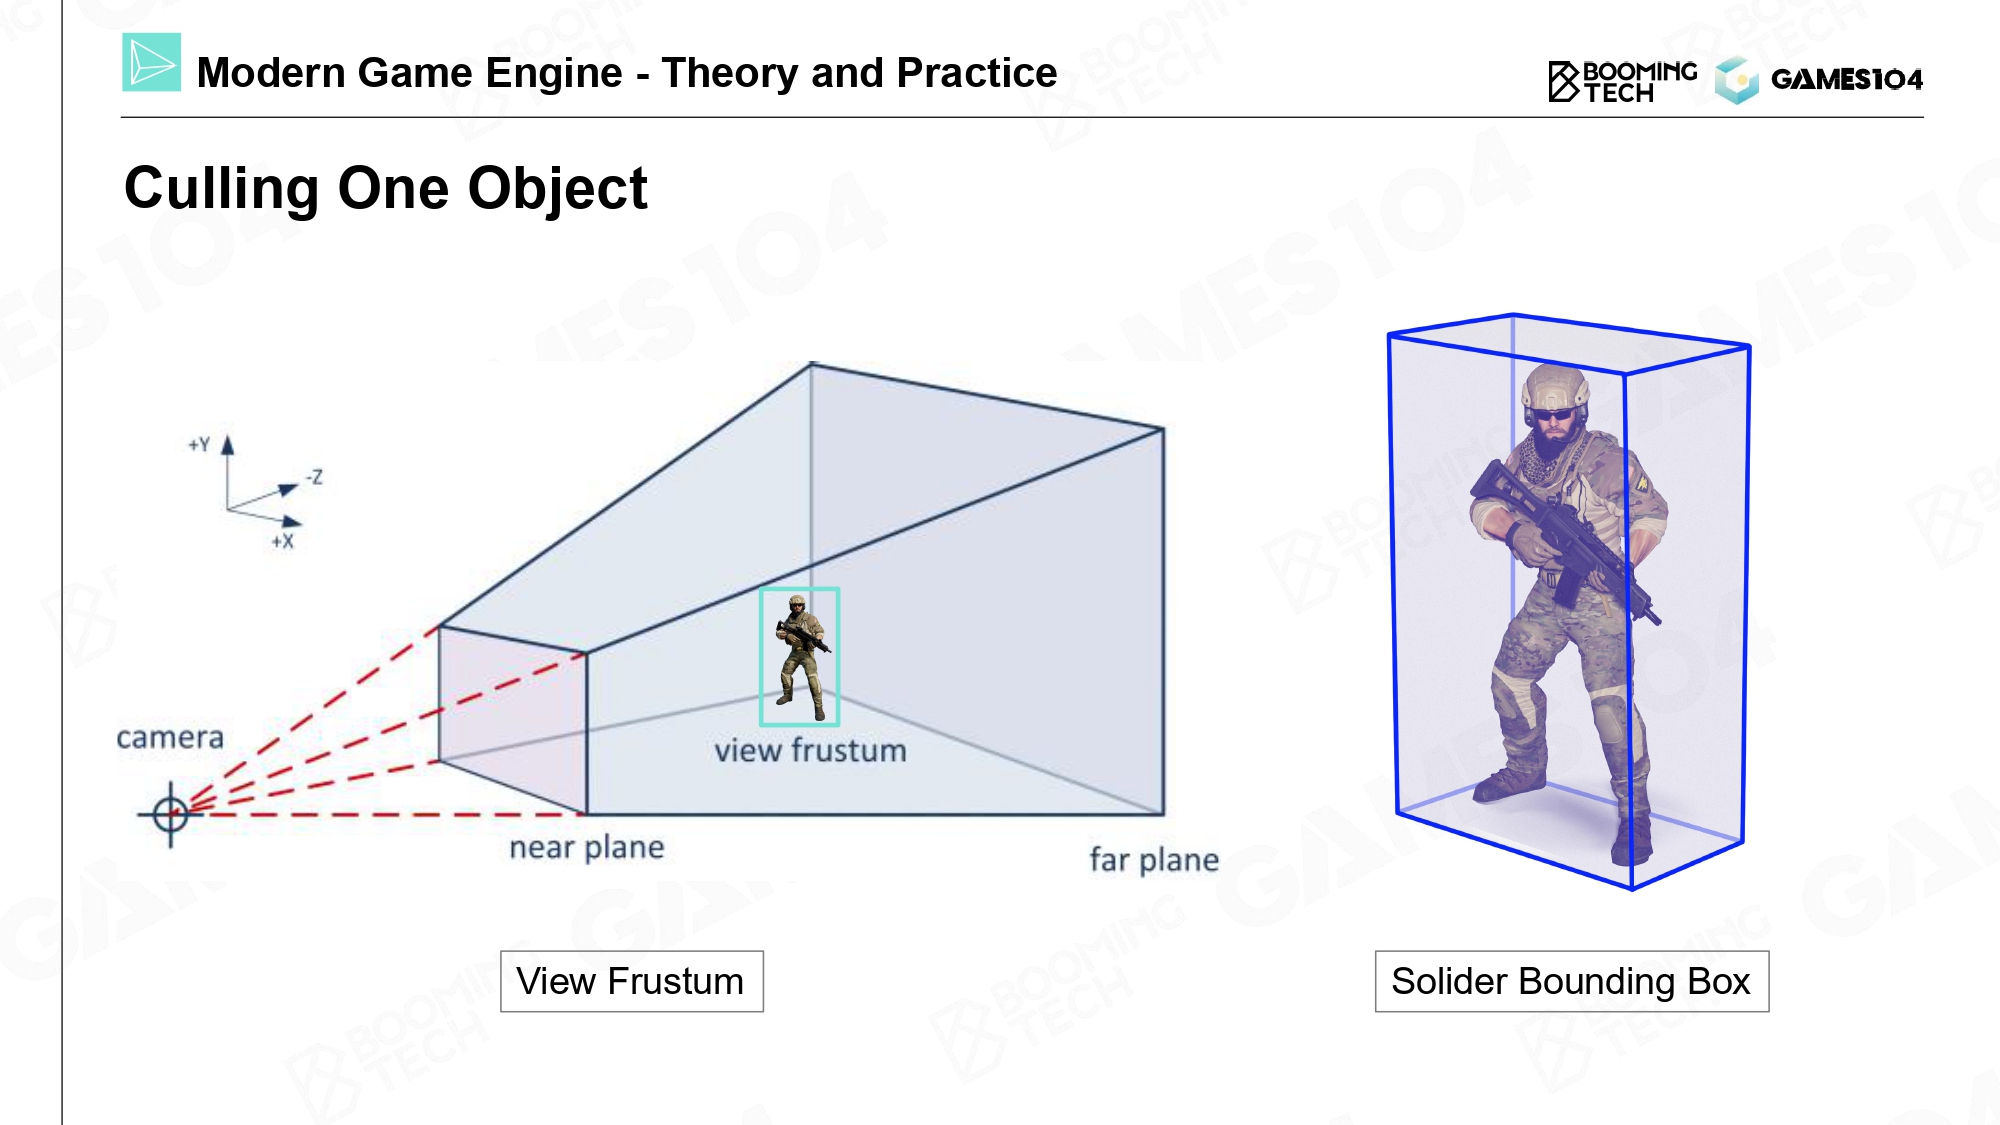 Modern Game Engine - Theory and Practice
BOOMING
TECH
GAMES104
Culling One Object
+Y
-Z
+X
camera
view frustum
near plane
far plane
View Frustum
Solider Bounding Box